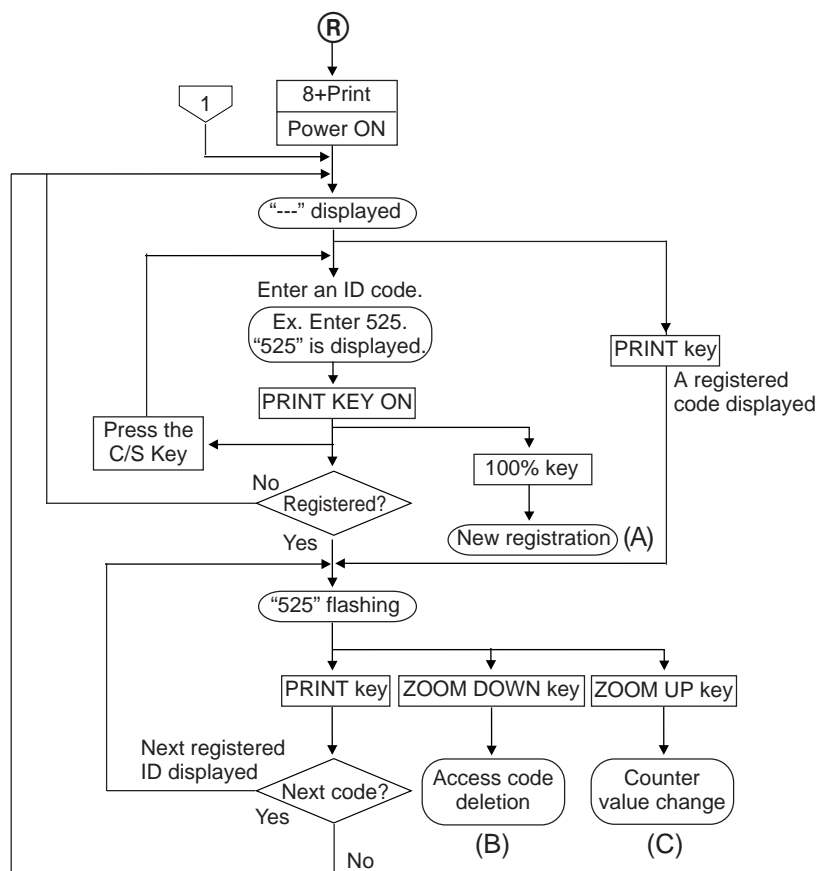 R
8+Print
Power ON
1
“---” displayed
Enter an ID code.
Ex. Enter 525.
“525” is displayed.
PRINT key
A registered
code displayed
PRINT KEY ON
Press the
C/S Key
100% key
No
Registered?
New registration
(A)
Yes
“525” flashing
PRINT key
ZOOM DOWN key
ZOOM UP key
Next registered
ID displayed
Next code?
Yes
Access code
deletion
Counter
value change
(B)
(C)
No